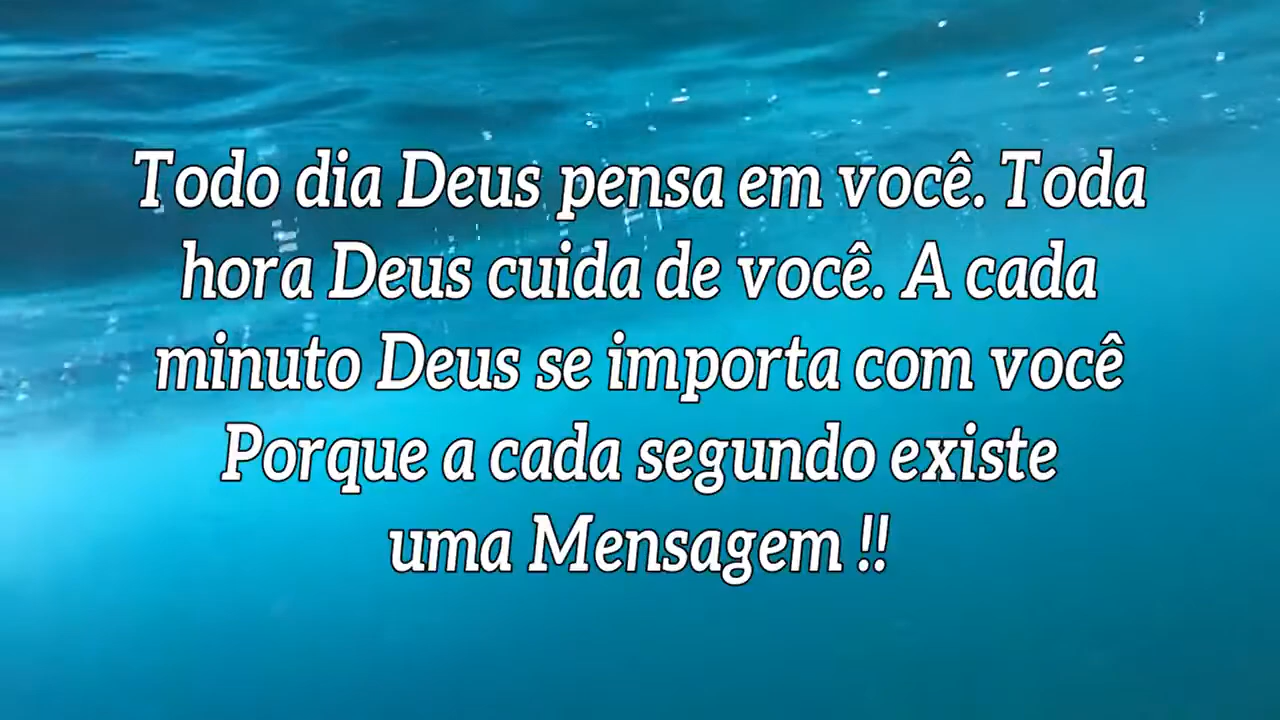 Todo dia Deus pensa em você. Toda
hora Deus cuida de você. A cada
minuto Deus se importa com você
Porque a cada segundo existe
uma Mensagem !!